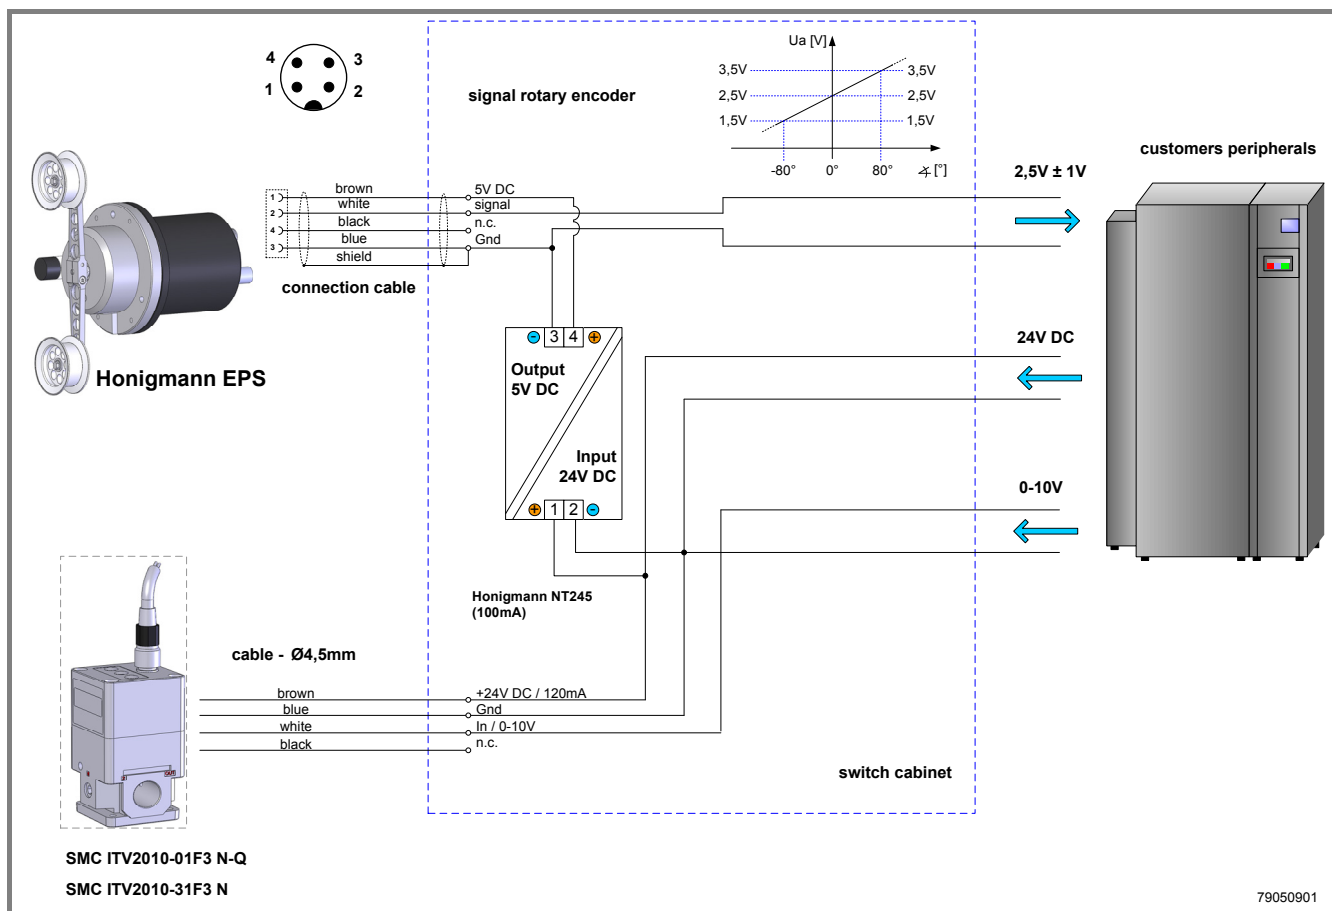 4
3
1
2
signal rotary encoder
Ua [V]
3,5V
3,5V
2,5V
2,5V
1,5V
1,5V
-80°
0°
80°
∡ [°]
customers peripherals
2,5V ± 1V
1
brown
5V DC
2
white
signal
4
black
n.c.
3
blue
Gnd
shield
connection cable
Honigmann EPS
- 3 4 +
Output
5V DC
Input
24V DC
+ 1 2 -
Honigmann NT245
(100mA)
24V DC
0-10V
cable - Ø4,5mm
brown
+24V DC / 120mA
blue
Gnd
white
In / 0-10V
black
n.c.
switch cabinet
SMC ITV2010-01F3 N-Q
SMC ITV2010-31F3 N
79050901